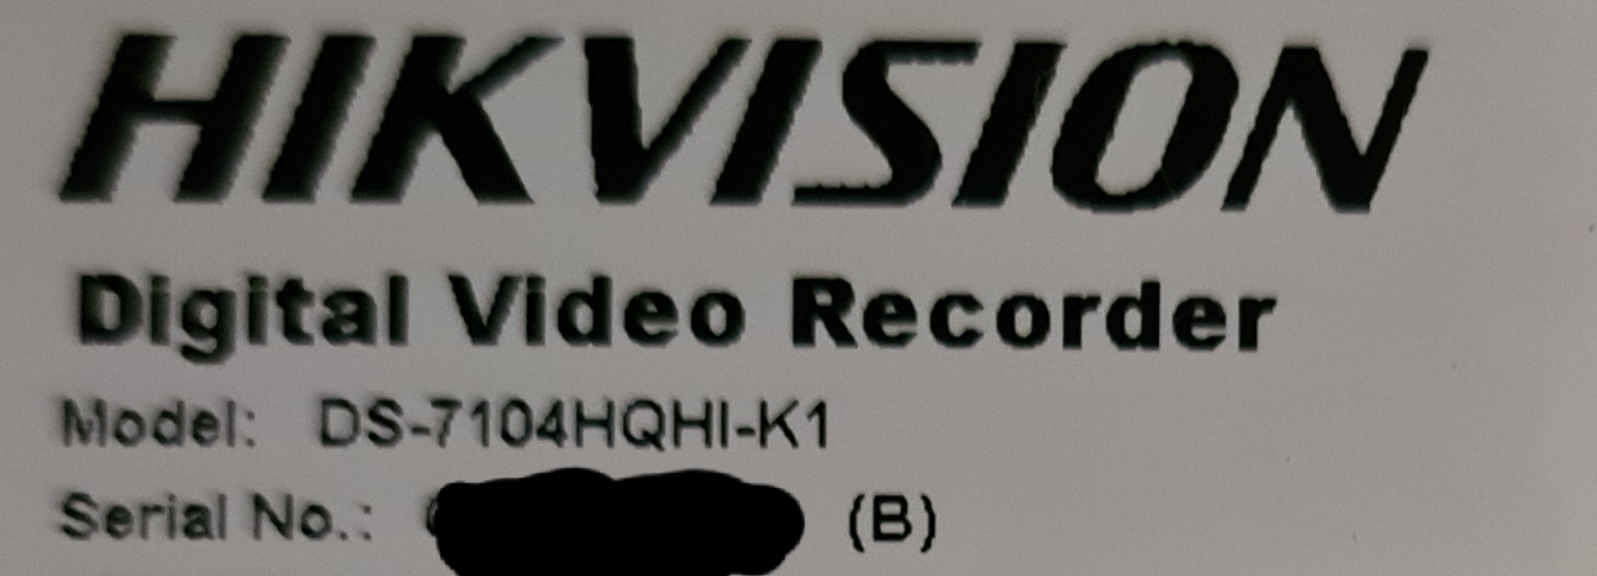 HIKVISION
Digital Video Recorder
Model: DS-7104HQHI-K1
Serial No.: (B)